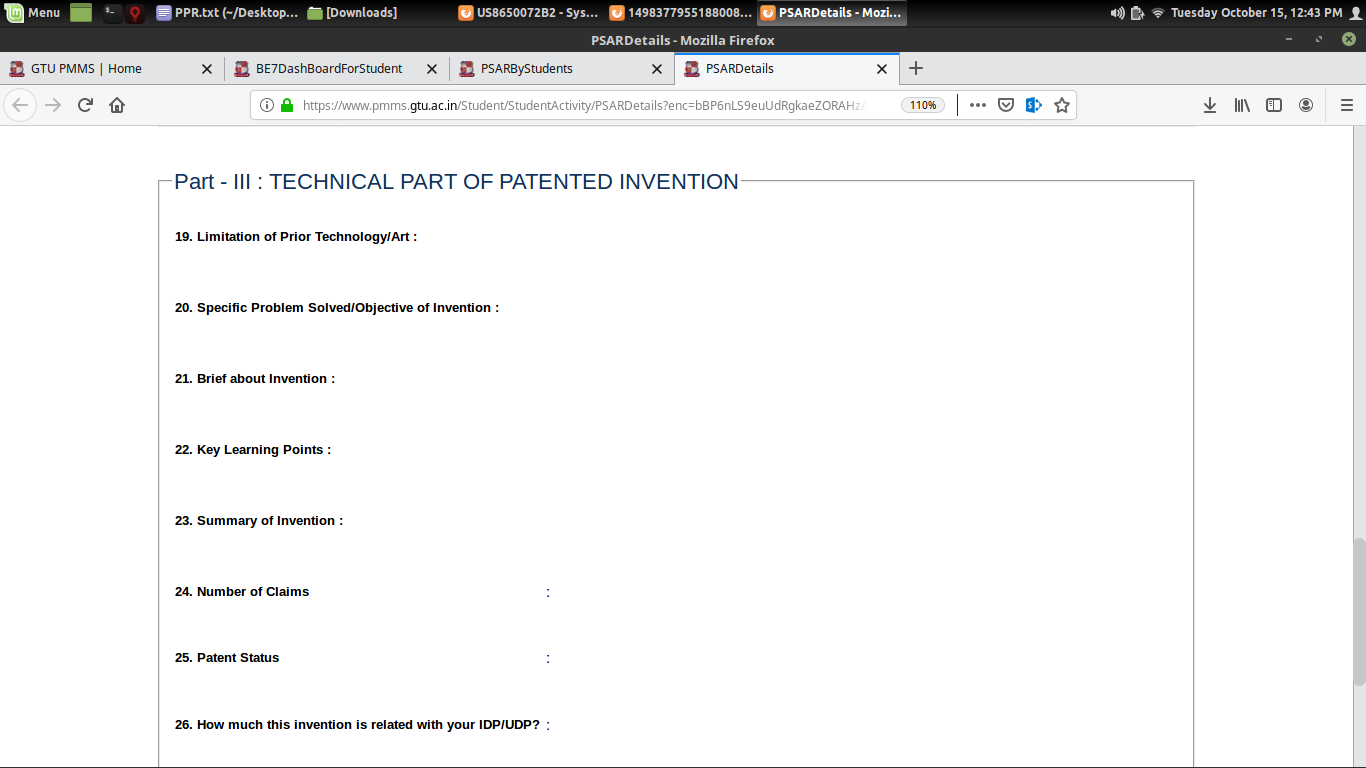 Menu PPR.txt (~/Desktop... [Downloads] US8650072B2 - Sys...1498377955188008... PSARDetails - Mozi... Tuesday October 15, 12:43 PM
PSARDetails - Mozilla Firefox
GTU PMMS | Home BE7DashBoardForStudent PSARByStudents PSARDetails
https://www.pmms.gtu.ac.in/Student/StudentActivity/PSARDetails?enc=bBP6nLS9euUdRgkaeZORAHz 110%
Part - III : TECHNICAL PART OF PATENTED INVENTION
19. Limitation of Prior Technology/Art :
20. Specific Problem Solved/Objective of Invention :
21. Brief about Invention :
22. Key Learning Points :
23. Summary of Invention :
24. Number of Claims :
25. Patent Status :
26. How much this invention is related with your IDP/UDP? :